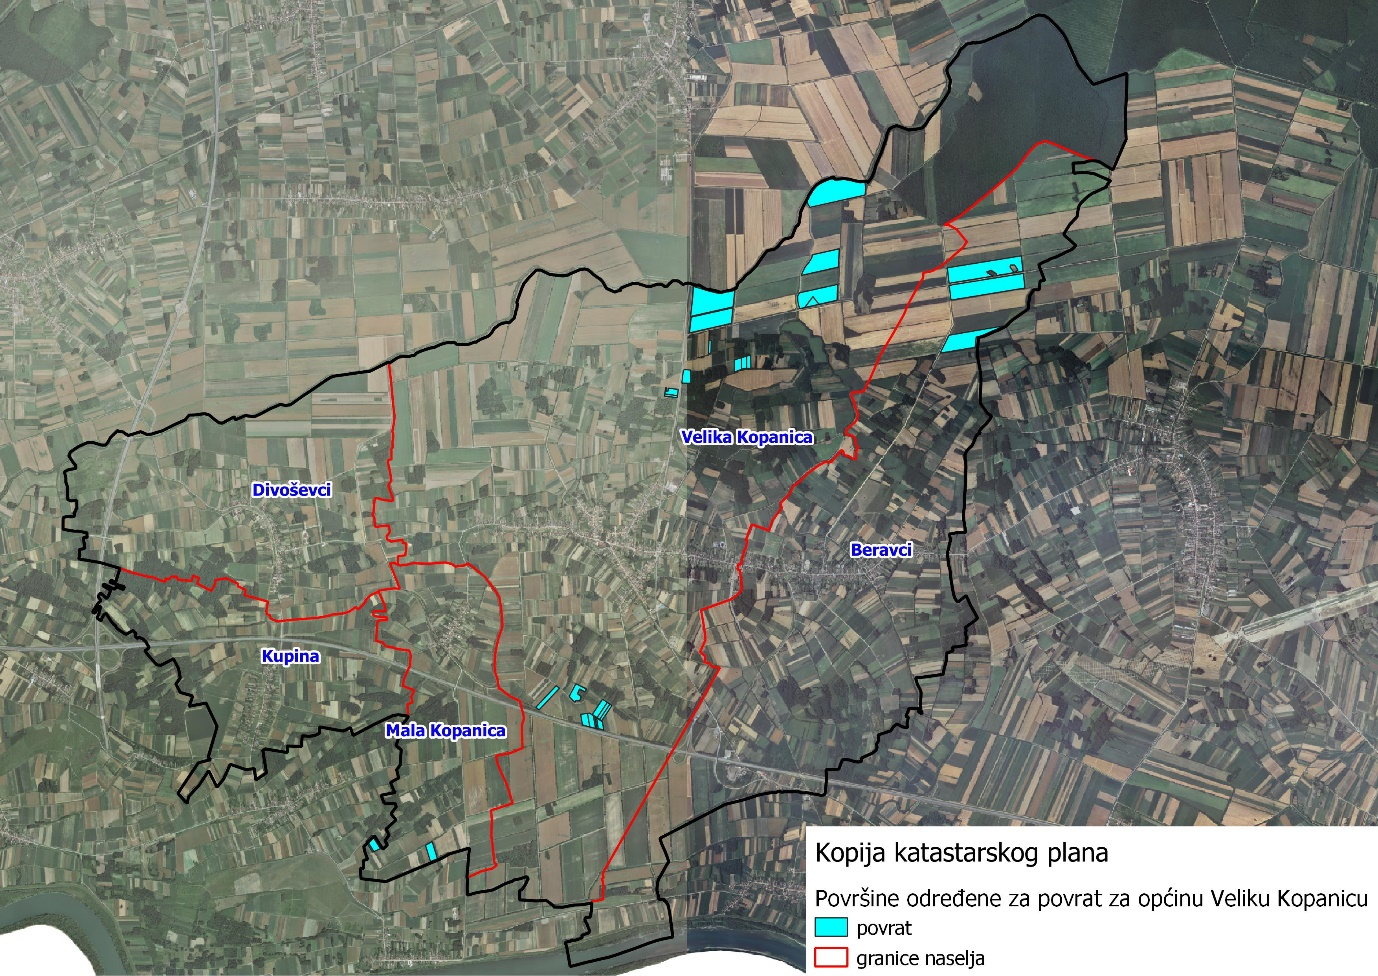 Velika Kopanica
Divoševci
Beravci
Kupina
Mala Kopanica
Kopija katastarskog plana
Površine određene za povrat za općinu Veliku Kopanicu
povrat
granice naselja